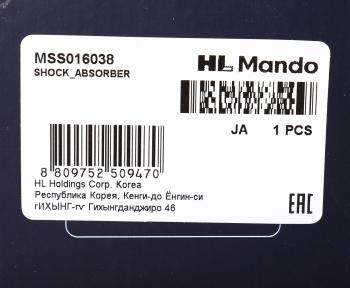 MSS016038
SHOCK_ABSORBER
HL Mando
JA 1 PCS
8 809752 509470
HL Holdings Corp. Korea
Республика Корея, Кенги-до Ёнгин-си
гИХЫНГ-гу Гихынгданджиро 46
EAC